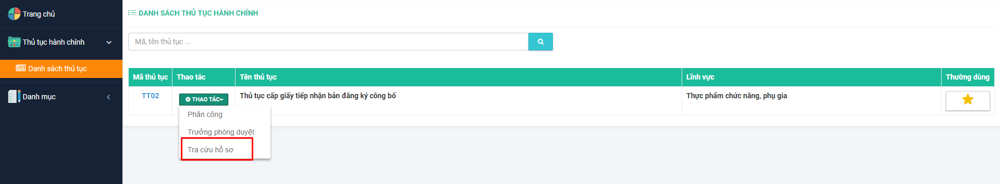 Trang chủ
Thủ tục hành chính
Danh sách thủ tục
Danh mục
DANH SÁCH THỦ TỤC HÀNH CHÍNH
Mã, tên thủ tục ...
Mã thủ tục Thao tác Tên thủ tục Lĩnh vực Thường dùng
TT02 THAO TÁC Thủ tục cấp giấy tiếp nhận bản đăng ký công bố Thực phẩm chức năng, phụ gia
Phân công
Trưởng phòng duyệt
Tra cứu hồ sơ